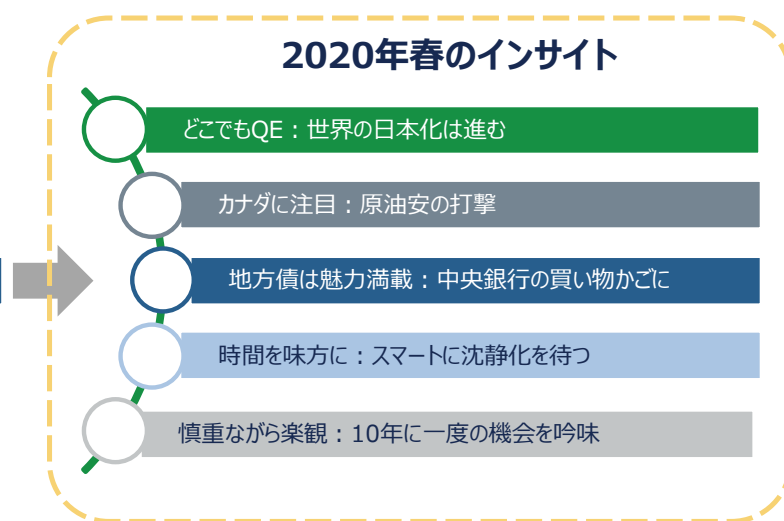 2020年春のインサイト
どこでもQE：世界の日本化は進む
カナダに注目：原油安の打撃
地方債は魅力満載：中央銀行の買い物かごに
時間を味方に：スマートに沈静化を待つ
慎重ながら楽観：10年に一度の機会を吟味